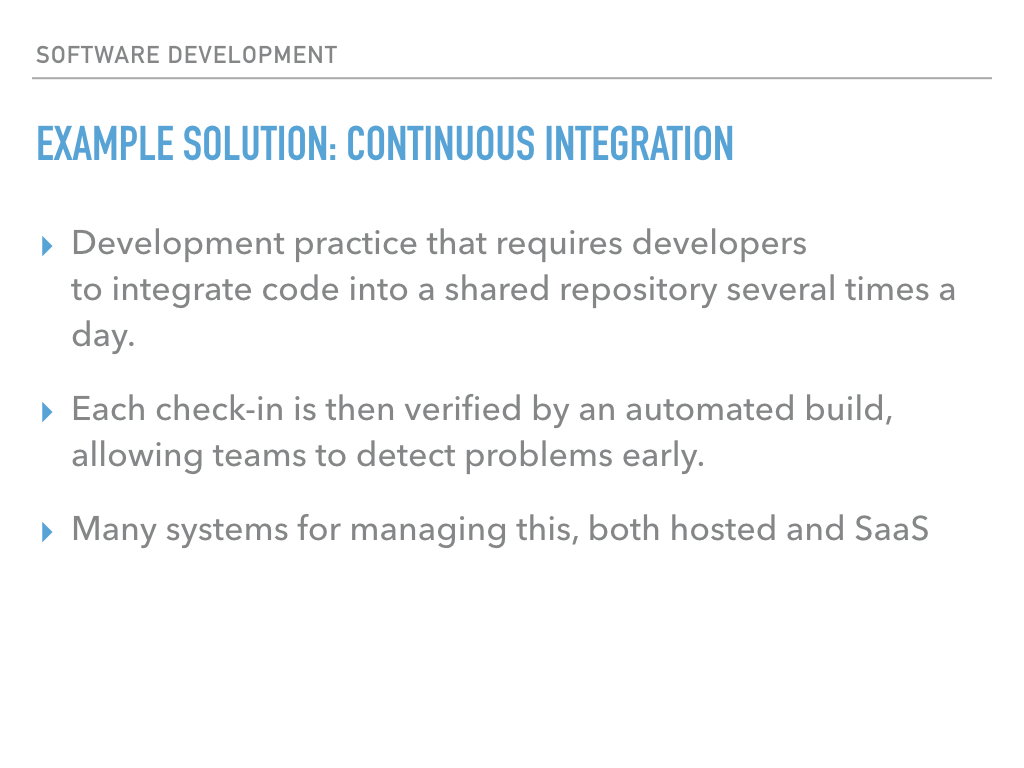 SOFTWARE DEVELOPMENT
EXAMPLE SOLUTION: CONTINUOUS INTEGRATION
Development practice that requires developers
to integrate code into a shared repository several times a
day.
Each check-in is then verified by an automated build,
allowing teams to detect problems early.
Many systems for managing this, both hosted and SaaS